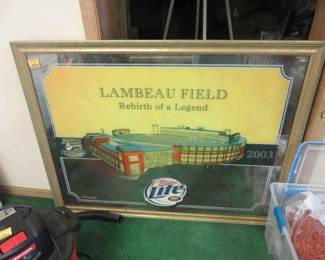 LAMBEAU FIELD
Rebirth of a Legend
2003
Miller
Lite